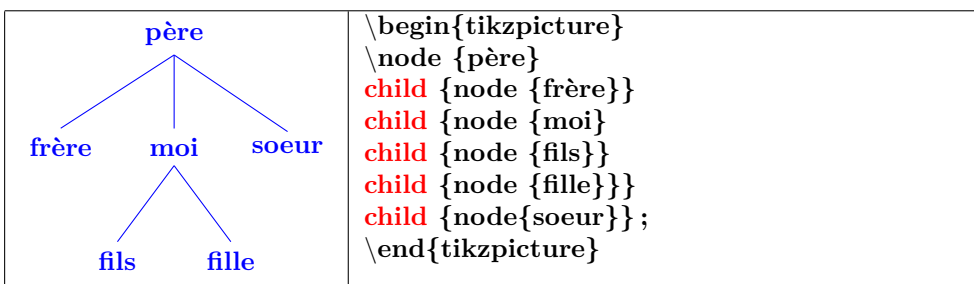 père
frère moi soeur
fils fille
\begin{tikzpicture}
\node {père}
child {node {frère}}
child {node {moi}
child {node {fils}}
child {node {fille}}}
child {node{soeur}} ;
\end{tikzpicture}